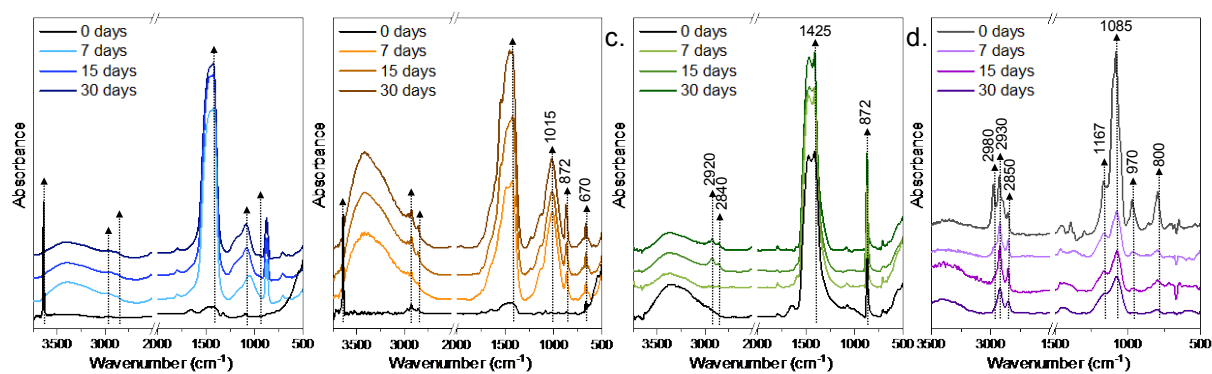 0 days
7 days
15 days
30 days
Absorbance
3500
3000
2000
1500
1000
500
Wavenumber (cm⁻¹)
0 days
7 days
15 days
30 days
Absorbance
1015
872
670
3500
3000
2000
1500
1000
500
Wavenumber (cm⁻¹)
c.
0 days
7 days
15 days
30 days
Absorbance
2920
2840
1425
872
3500
3000
2000
1500
1000
500
Wavenumber (cm⁻¹)
d.
0 days
7 days
15 days
30 days
Absorbance
2980
2930
2850
1167
1085
970
800
3500
3000
1500
1000
500
Wavenumber (cm⁻¹)